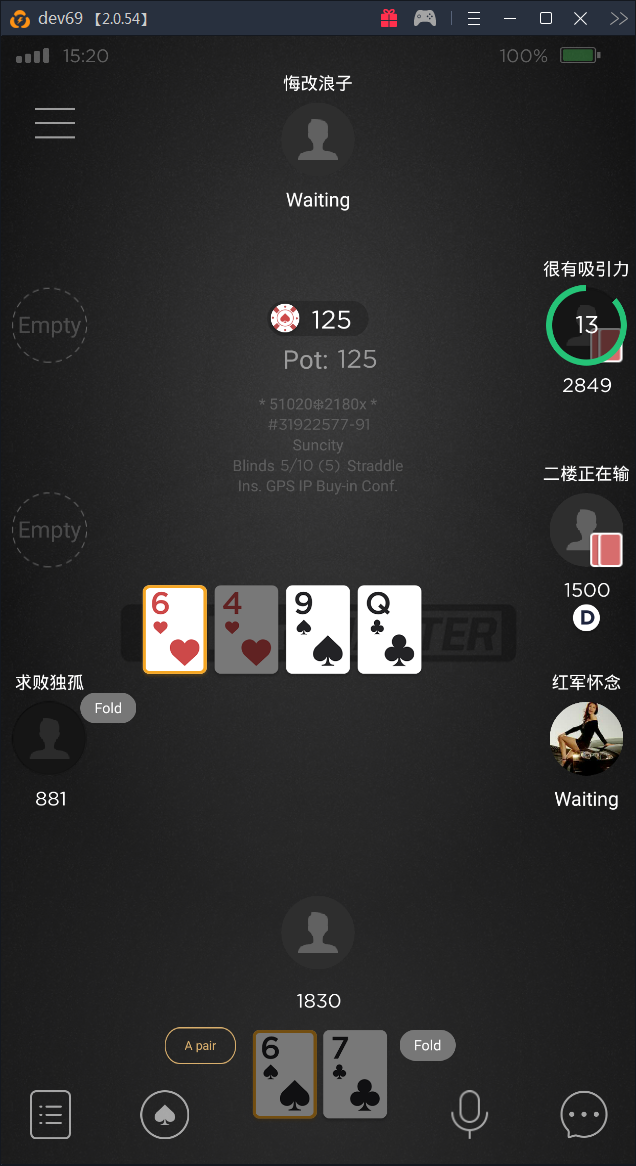 dev69 【2.0.54】
15:20
100%
悔改浪子
Waiting
很有吸引力
Empty
125
13
Pot: 125
2849
* 51020❉2180x *
#31922577-91
Suncity
Blinds 5/10 (5) Straddle
Ins. GPS IP Buy-in Conf.
二楼正在输
Empty
1500
D
6
4
9
Q
求败独孤
Fold
红军怀念
881
Waiting
1830
A pair
6
7
Fold